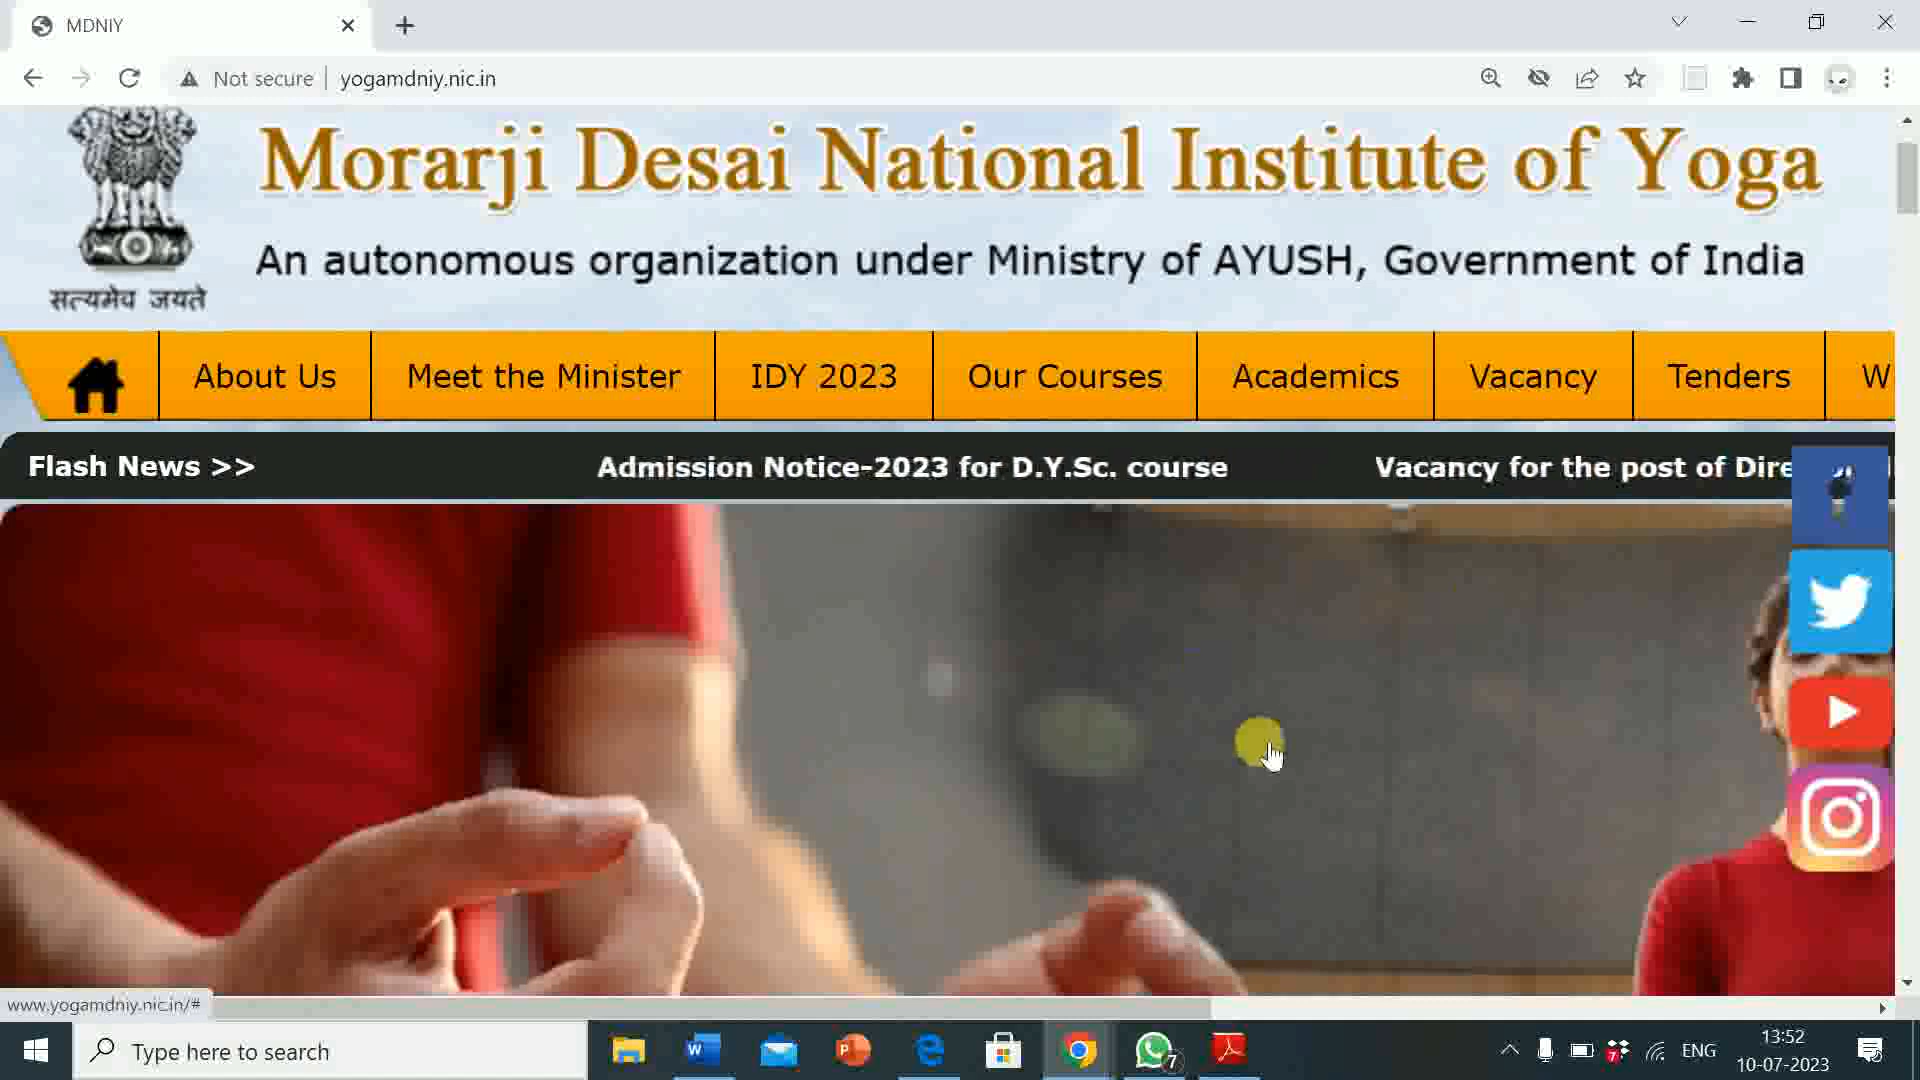 MDNIY
Not secure yogamdniy.nic.in
Morarji Desai National Institute of Yoga
An autonomous organization under Ministry of AYUSH, Government of India
सत्यमेव जयते
About Us Meet the Minister IDY 2023 Our Courses Academics Vacancy Tenders W
Flash News >> Admission Notice-2023 for D.Y.Sc. course Vacancy for the post of Dire
www.yogamdniy.nic.in/#
Type here to search
7
7
ENG
13:52
10-07-2023